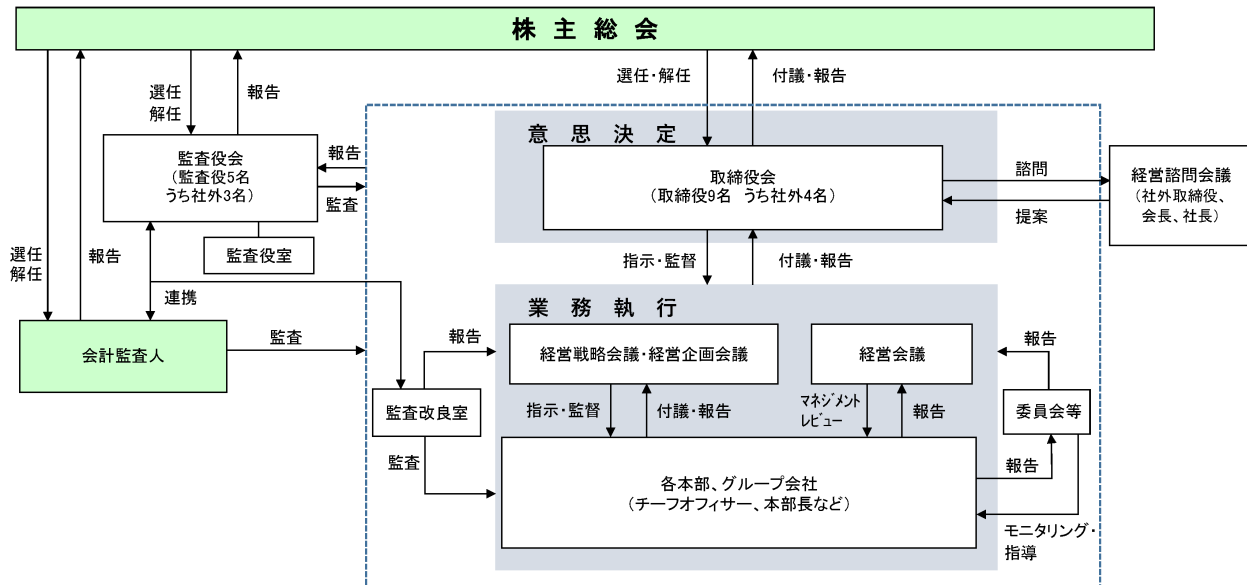 株主総会
選任
解任
報告
選任・解任
付議・報告
意思決定
監査役会
(監査役5名
うち社外3名)
報告
監査
取締役会
(取締役9名 うち社外4名)
諮問
提案
経営諮問会議
(社外取締役、
会長、社長)
監査役室
選任
解任
報告
指示・監督
付議・報告
連携
業務執行
会計監査人
監査
報告
経営戦略会議・経営企画会議
経営会議
報告
監査改良室
指示・監督
付議・報告
マネジメント
レビュー
報告
委員会等
監査
各本部、グループ会社
(チーフオフィサー、本部長など)
報告
モニタリング・
指導